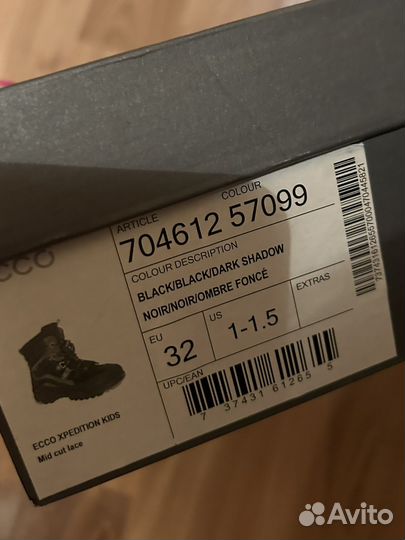 ecco
ARTICLE
COLOUR
704612 57099
COLOUR DESCRIPTION
BLACK/BLACK/DARK SHADOW
NOIR/NOIR/OMBRE FONCÉ
EU
32
US
1-1.5
EXTRAS
UPC/EAN
7 37431 61265 5
ECCO XPEDITION KIDS
Mid cut lace
Avito